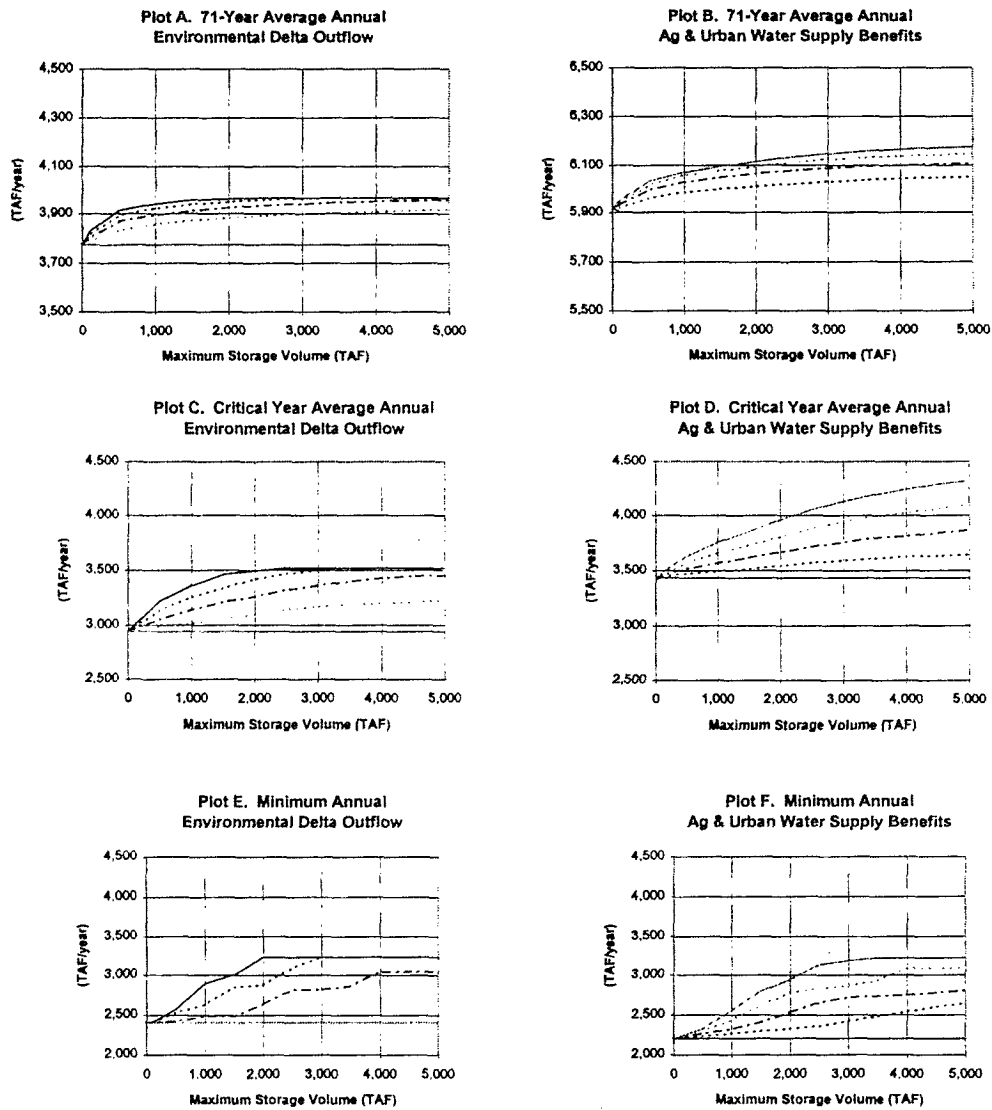 Plot A. 71-Year Average Annual
Environmental Delta Outflow
4,500
4,300
4,100
3,900
3,700
3,500
(TAF/year)
0 1,000 2,000 3,000 4,000 5,000
Maximum Storage Volume (TAF)
Plot B. 71-Year Average Annual
Ag & Urban Water Supply Benefits
6,500
6,300
6,100
5,900
5,700
5,500
(TAF/year)
0 1,000 2,000 3,000 4,000 5,000
Maximum Storage Volume (TAF)
Plot C. Critical Year Average Annual
Environmental Delta Outflow
4,500
4,000
3,500
3,000
2,500
(TAF/year)
0 1,000 2,000 3,000 4,000 5,000
Maximum Storage Volume (TAF)
Plot D. Critical Year Average Annual
Ag & Urban Water Supply Benefits
4,500
4,000
3,500
3,000
2,500
(TAF/year)
0 1,000 2,000 3,000 4,000 5,000
Maximum Storage Volume (TAF)
Plot E. Minimum Annual
Environmental Delta Outflow
4,500
4,000
3,500
3,000
2,500
2,000
(TAF/year)
0 1,000 2,000 3,000 4,000 5,000
Maximum Storage Volume (TAF)
Plot F. Minimum Annual
Ag & Urban Water Supply Benefits
4,500
4,000
3,500
3,000
2,500
2,000
(TAF/year)
0 1,000 2,000 3,000 4,000 5,000
Maximum Storage Volume (TAF)